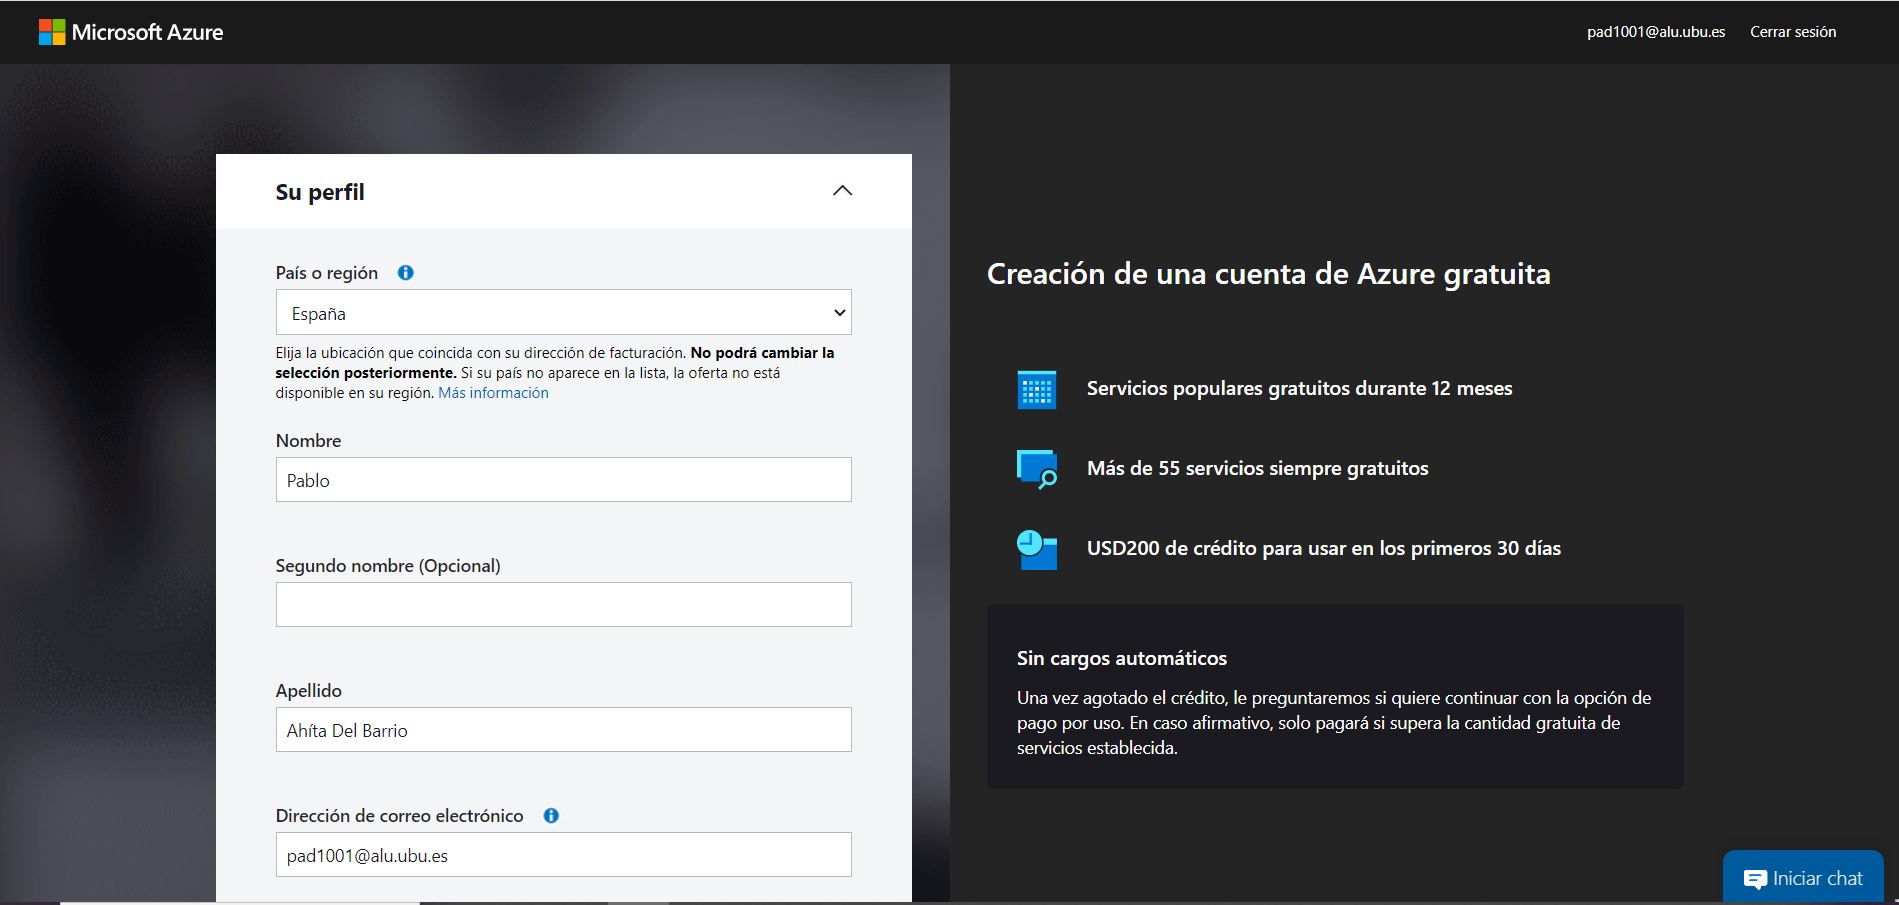 Microsoft Azure
pad1001@alu.ubu.es
Cerrar sesión
Su perfil
País o región
España
Elija la ubicación que coincida con su dirección de facturación. No podrá cambiar la
selección posteriormente. Si su país no aparece en la lista, la oferta no está
disponible en su región. Más información
Nombre
Pablo
Segundo nombre (Opcional)
Apellido
Ahíta Del Barrio
Dirección de correo electrónico
pad1001@alu.ubu.es
Creación de una cuenta de Azure gratuita
Servicios populares gratuitos durante 12 meses
Más de 55 servicios siempre gratuitos
USD200 de crédito para usar en los primeros 30 días
Sin cargos automáticos
Una vez agotado el crédito, le preguntaremos si quiere continuar con la opción de
pago por uso. En caso afirmativo, solo pagará si supera la cantidad gratuita de
servicios establecida.
Iniciar chat